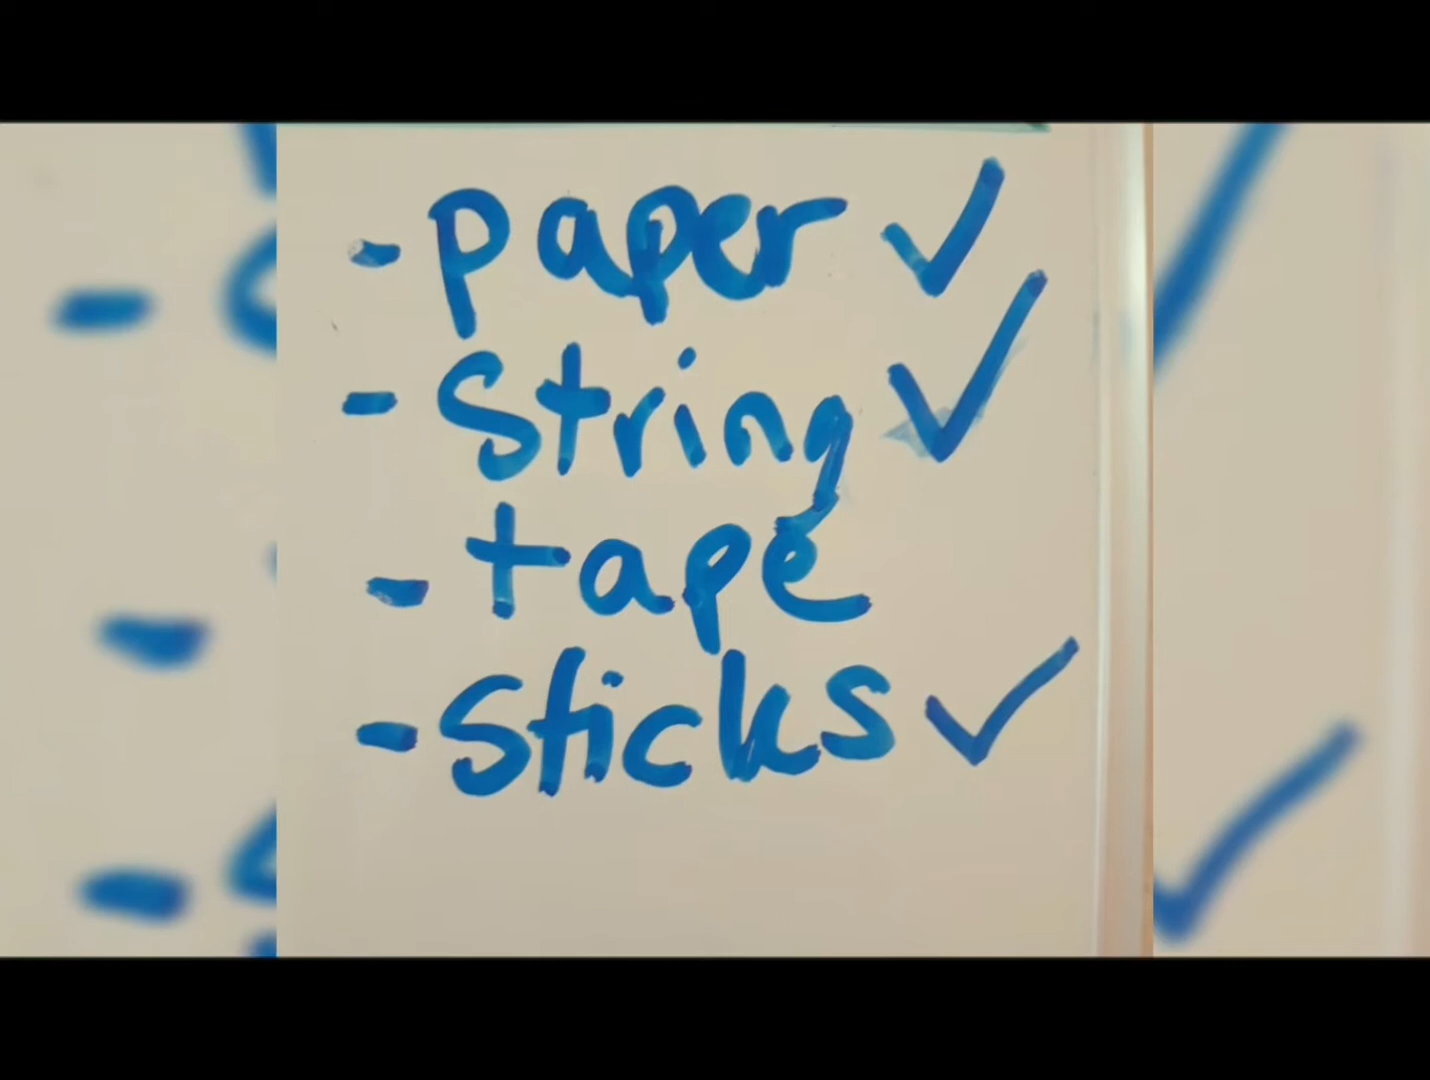 - paper ✓
- String ✓
- tape
- Sticks ✓